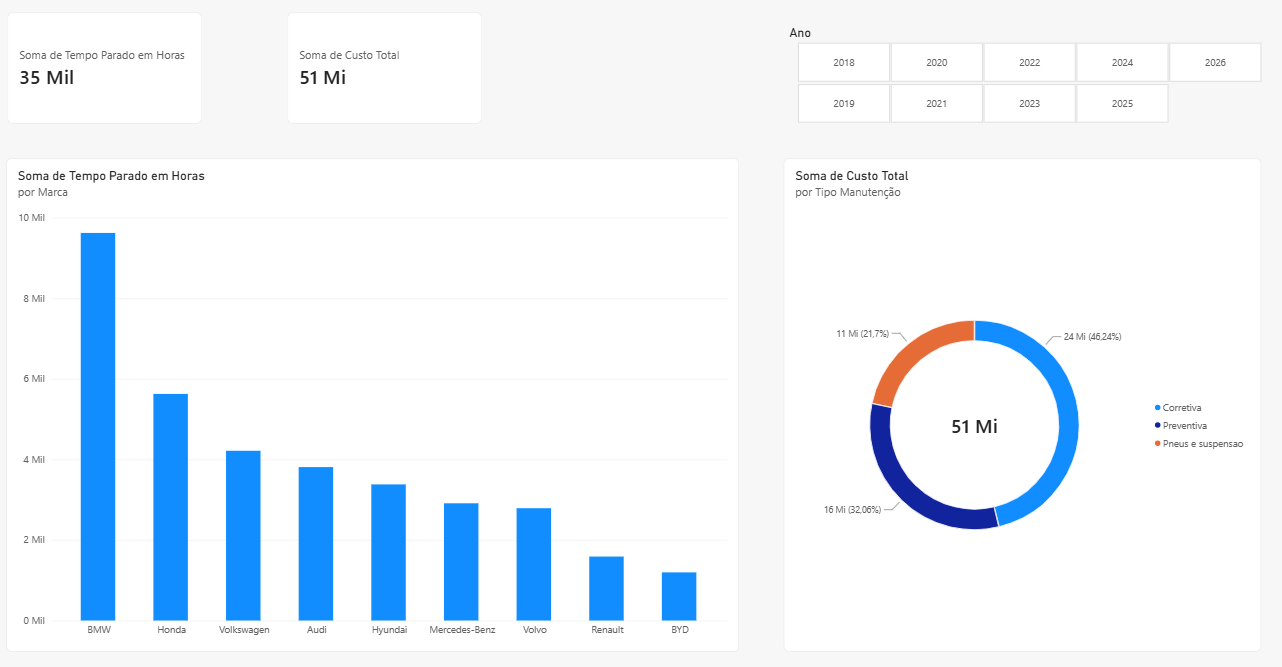 Soma de Tempo Parado em Horas
35 Mil
Soma de Custo Total
51 Mi
Ano
2018
2020
2022
2024
2026
2019
2021
2023
2025
Soma de Tempo Parado em Horas
por Marca
10 Mil
8 Mil
6 Mil
4 Mil
2 Mil
0 Mil
BMW
Honda
Volkswagen
Audi
Hyundai
Mercedes-Benz
Volvo
Renault
BYD
Soma de Custo Total
por Tipo Manutenção
11 Mi (21,7%)
24 Mi (46,24%)
51 Mi
16 Mi (32,06%)
Corretiva
Preventiva
Pneus e suspensao